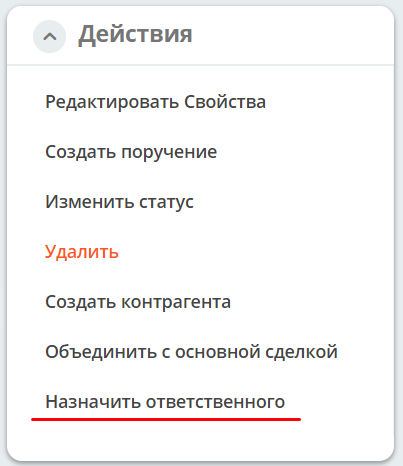 Действия
Редактировать Свойства
Создать поручение
Изменить статус
Удалить
Создать контрагента
Объединить с основной сделкой
Назначить ответственного